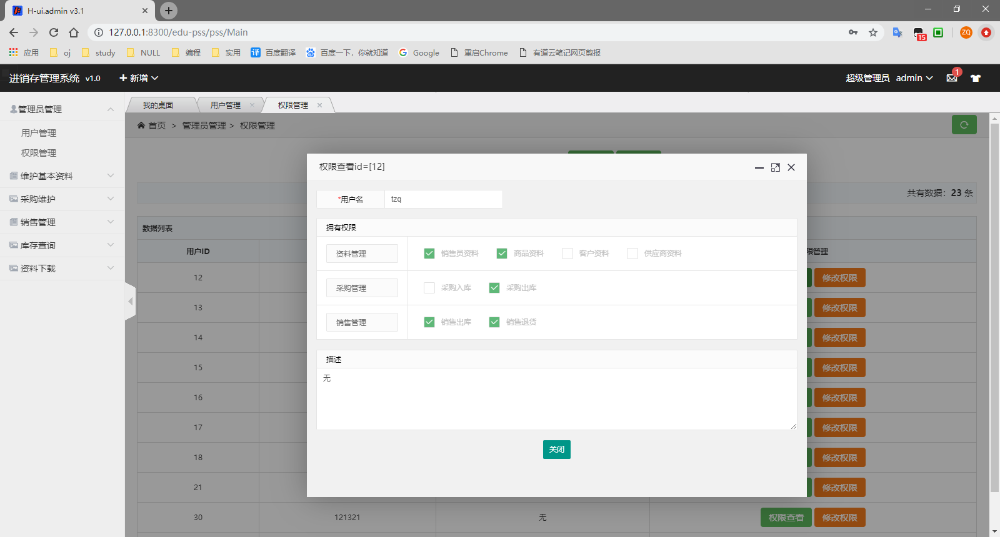 H-ui.admin v3.1
127.0.0.1:8300/edu-pss/pss/Main
ZQ
15
应用 oj study NULL 编程 实用 译 百度翻译 百度一下，你就知道 Google 重启Chrome 有道云笔记网页剪报
进销存管理系统 v1.0 新增 超级管理员 admin 1
管理员管理
用户管理
权限管理
维护基本资料
采购维护
销售管理
库存查询
资料下载
我的桌面 用户管理 权限管理
首页 > 管理员管理 > 权限管理
共有数据：23 条
数据列表
用户ID 限管理
12 修改权限
13 修改权限
14 修改权限
15 修改权限
16 修改权限
17 修改权限
18 修改权限
21 修改权限
30 121321 无 权限查看 修改权限
权限查看id=[12]
*用户名 tzq
拥有权限
资料管理 销售员资料 商品资料 客户资料 供应商资料
采购管理 采购入库 采购出库
销售管理 销售出库 销售退货
描述
无
关闭